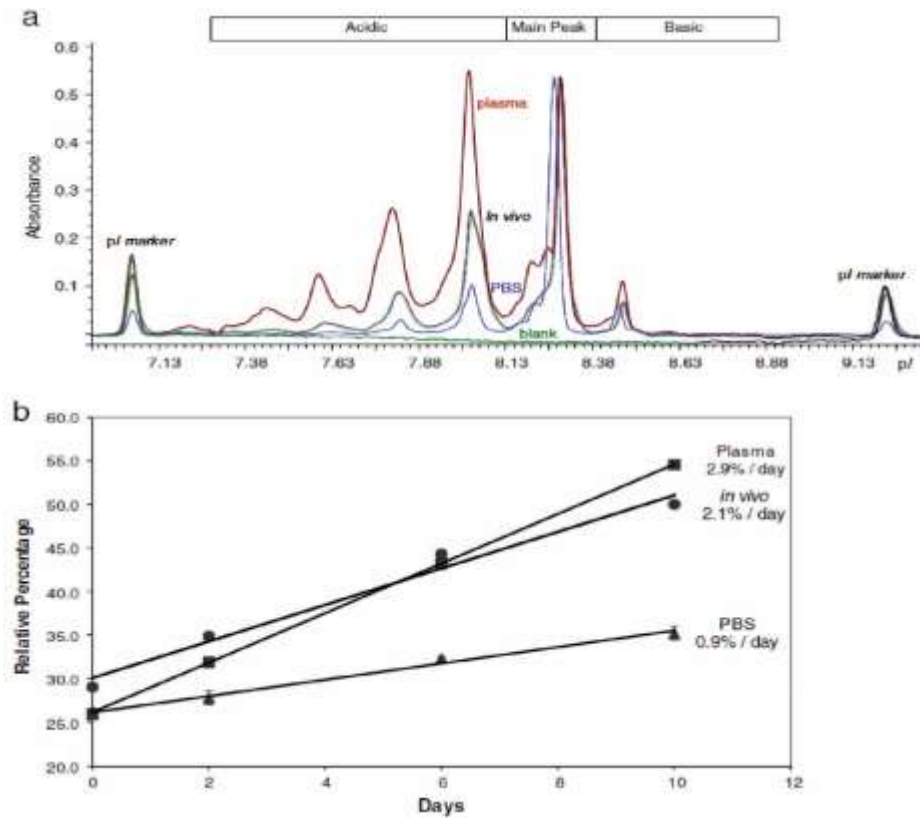 a
Acidic
Main Peak
Basic
0.6
0.5
0.4
0.3
0.2
0.1
Absorbance
plasma
in vivo
PBS
blank
pI marker
pI marker
7.13
7.38
7.63
7.88
8.13
8.38
8.63
8.88
9.13
pI
b
60.0
55.0
50.0
45.0
40.0
35.0
30.0
25.0
20.0
Relative Percentage
Plasma
2.9% / day
in vivo
2.1% / day
PBS
0.9% / day
0
2
4
6
8
10
12
Days